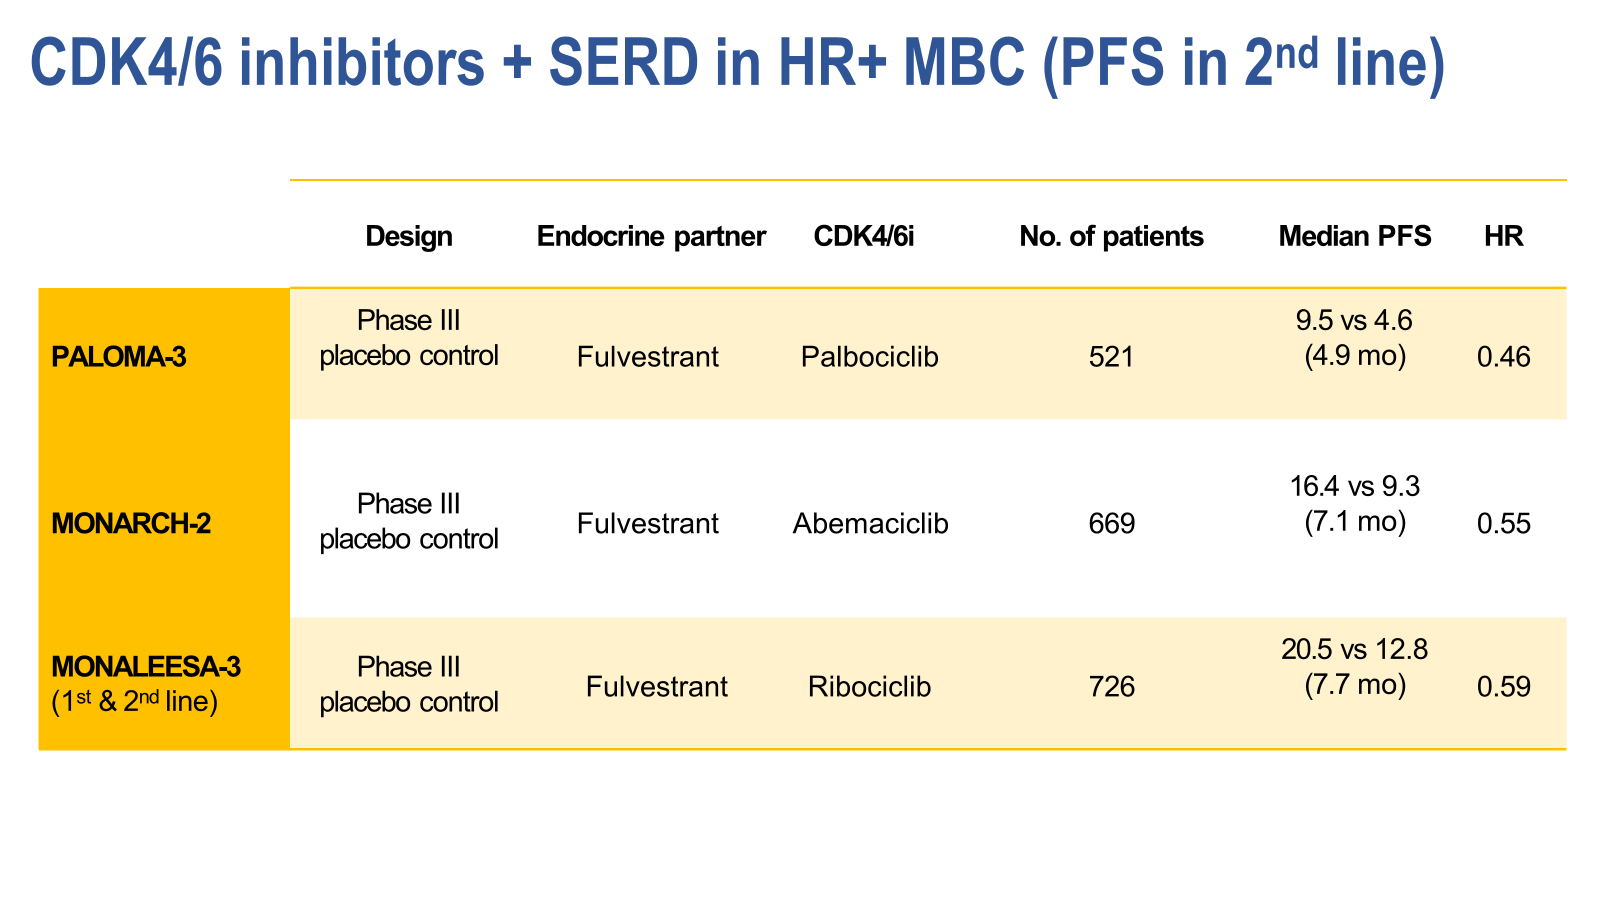 CDK4/6 inhibitors + SERD in HR+ MBC (PFS in 2nd line)
Design Endocrine partner CDK4/6i No. of patients Median PFS HR
PALOMA-3
Phase III
placebo control
Fulvestrant
Palbociclib
521
9.5 vs 4.6
(4.9 mo)
0.46
MONARCH-2
Phase III
placebo control
Fulvestrant
Abemaciclib
669
16.4 vs 9.3
(7.1 mo)
0.55
MONALEESA-3
(1st & 2nd line)
Phase III
placebo control
Fulvestrant
Ribociclib
726
20.5 vs 12.8
(7.7 mo)
0.59